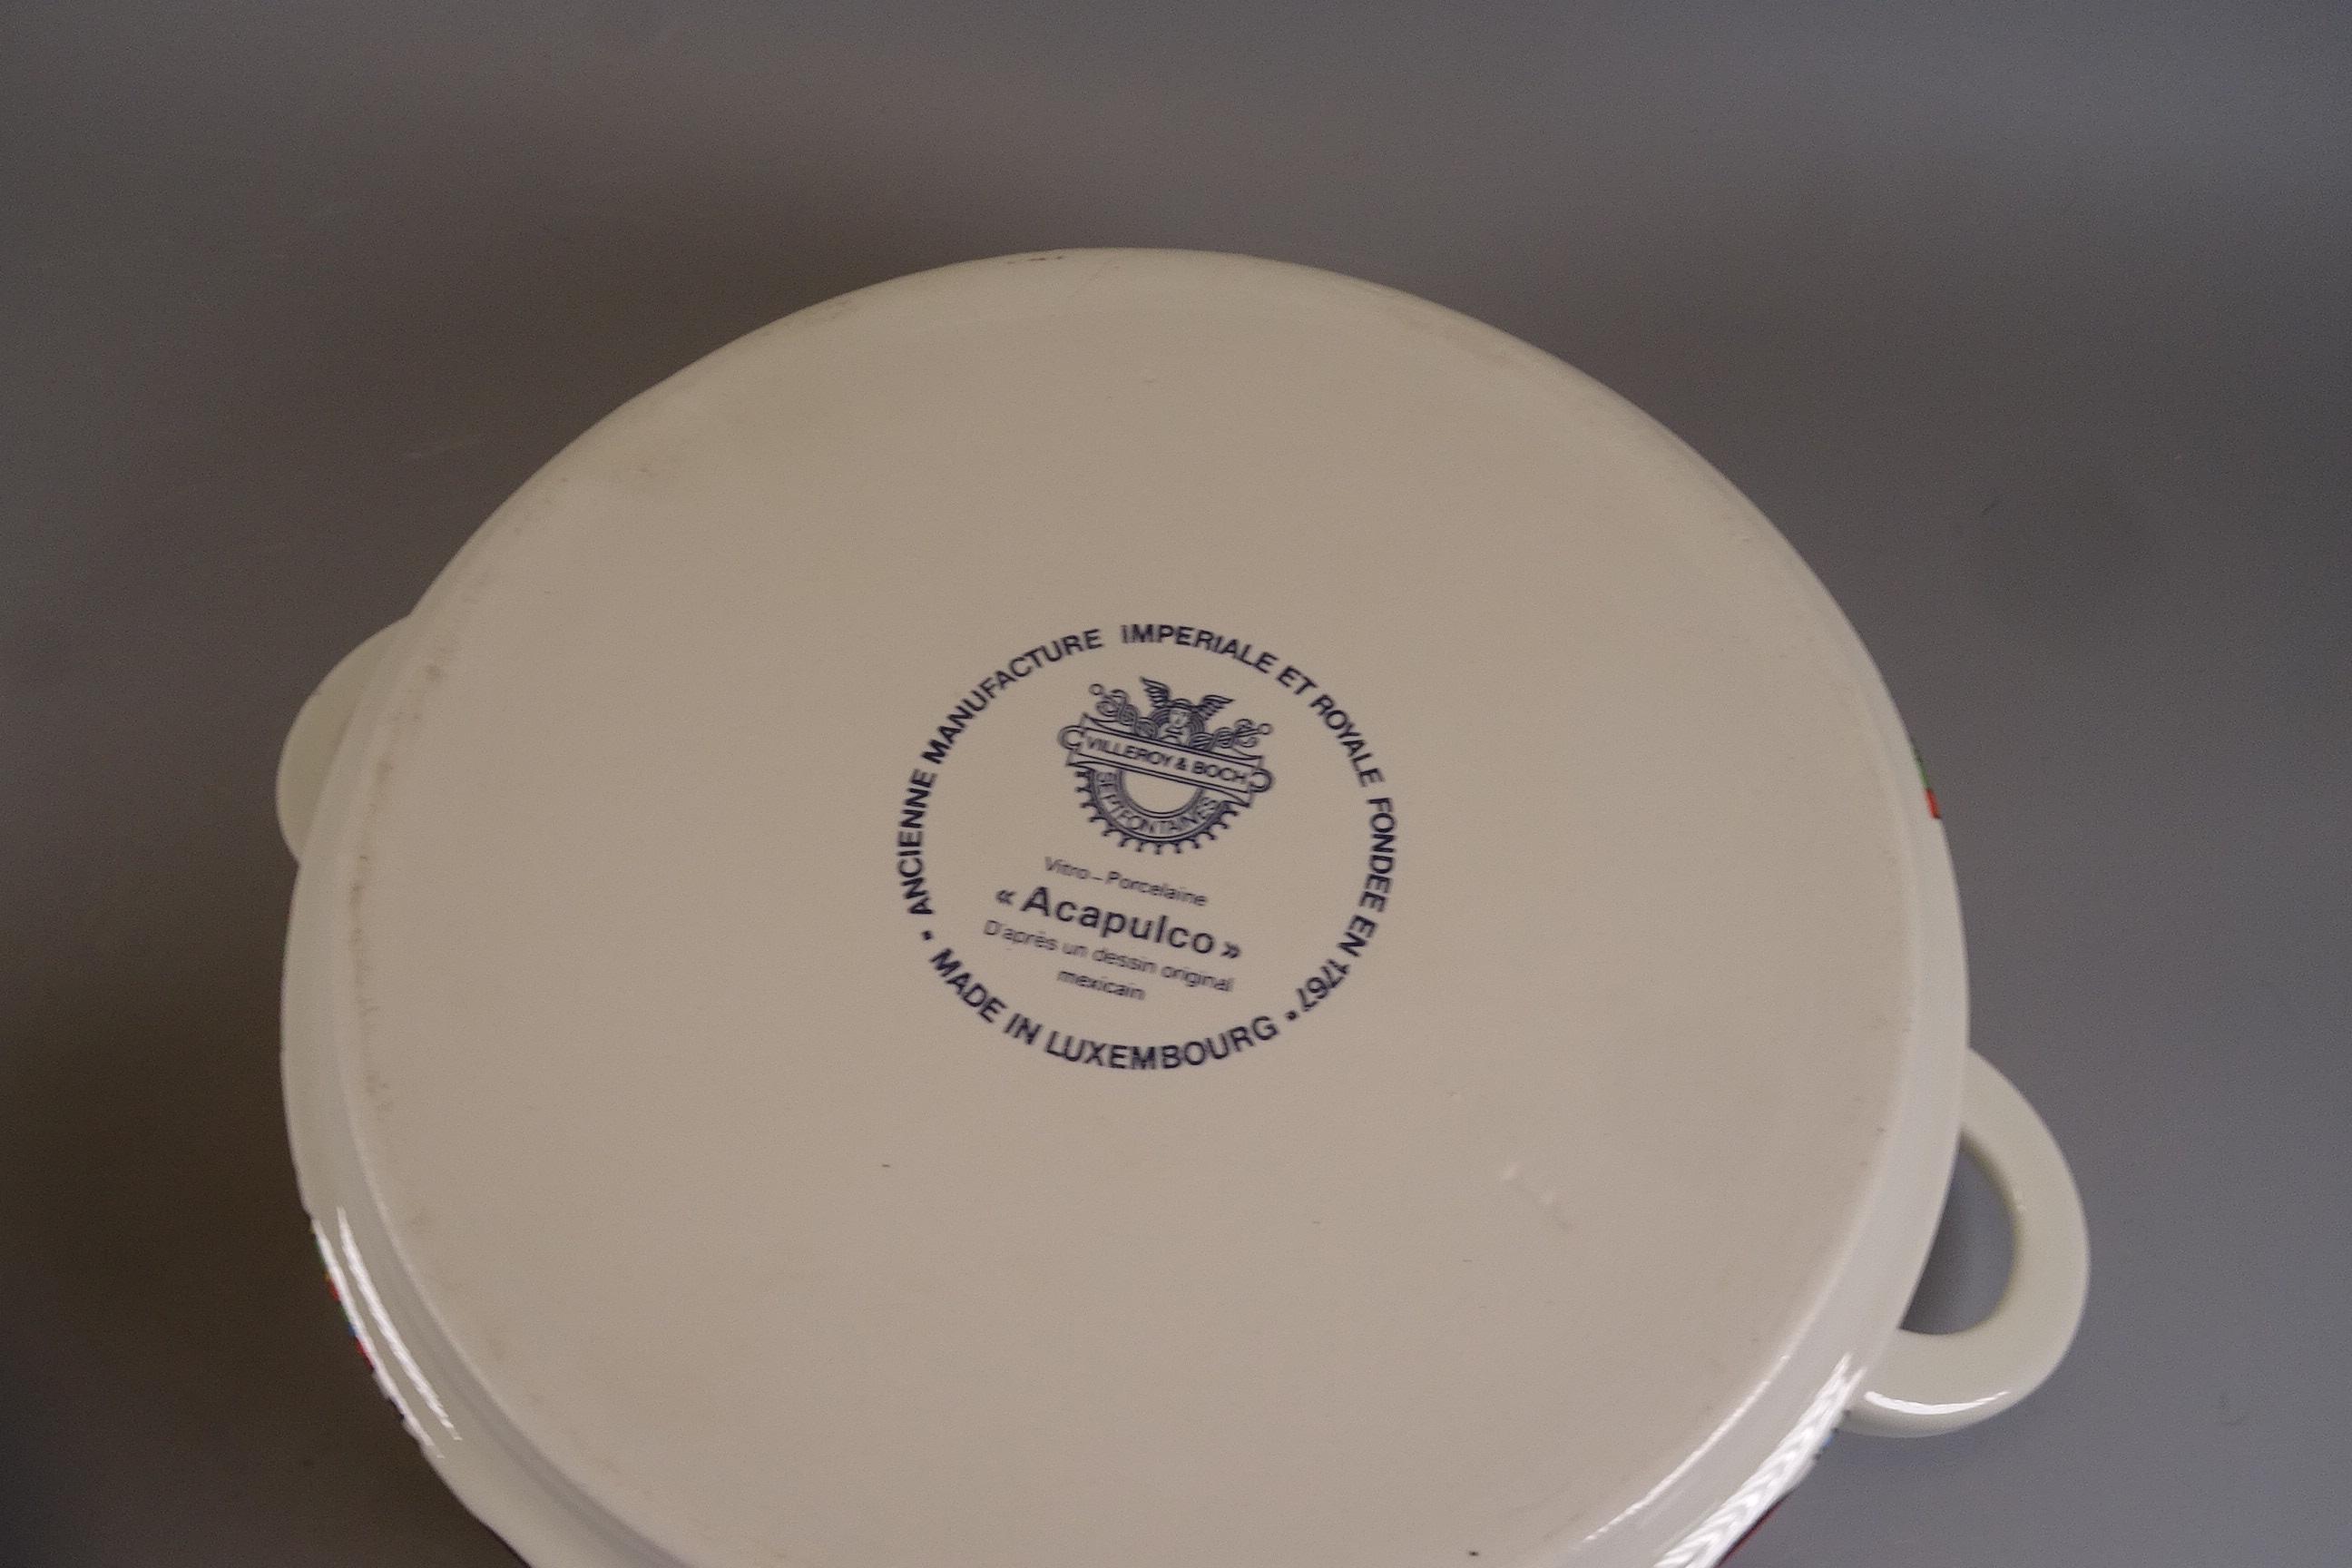 ANCIENNE MANUFACTURE IMPERIALE ET ROYALE FONDEE EN 1767 •
VILLEROY & BOCH
SEPTFONTAINES
Vitro-Porcelaine
« Acapulco »
D'après un dessin original
mexicain
MADE IN LUXEMBOURG •